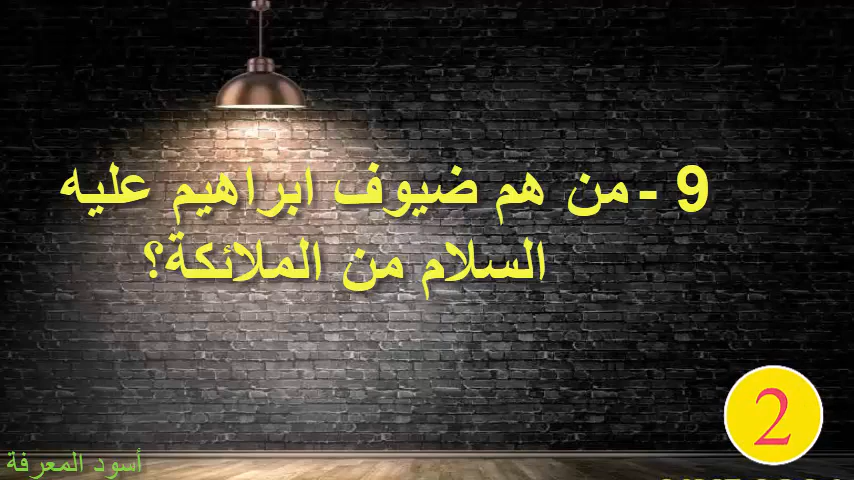 9 - من هم ضيوف ابراهيم عليه
السلام من الملائكة؟
2
أسود المعرفة